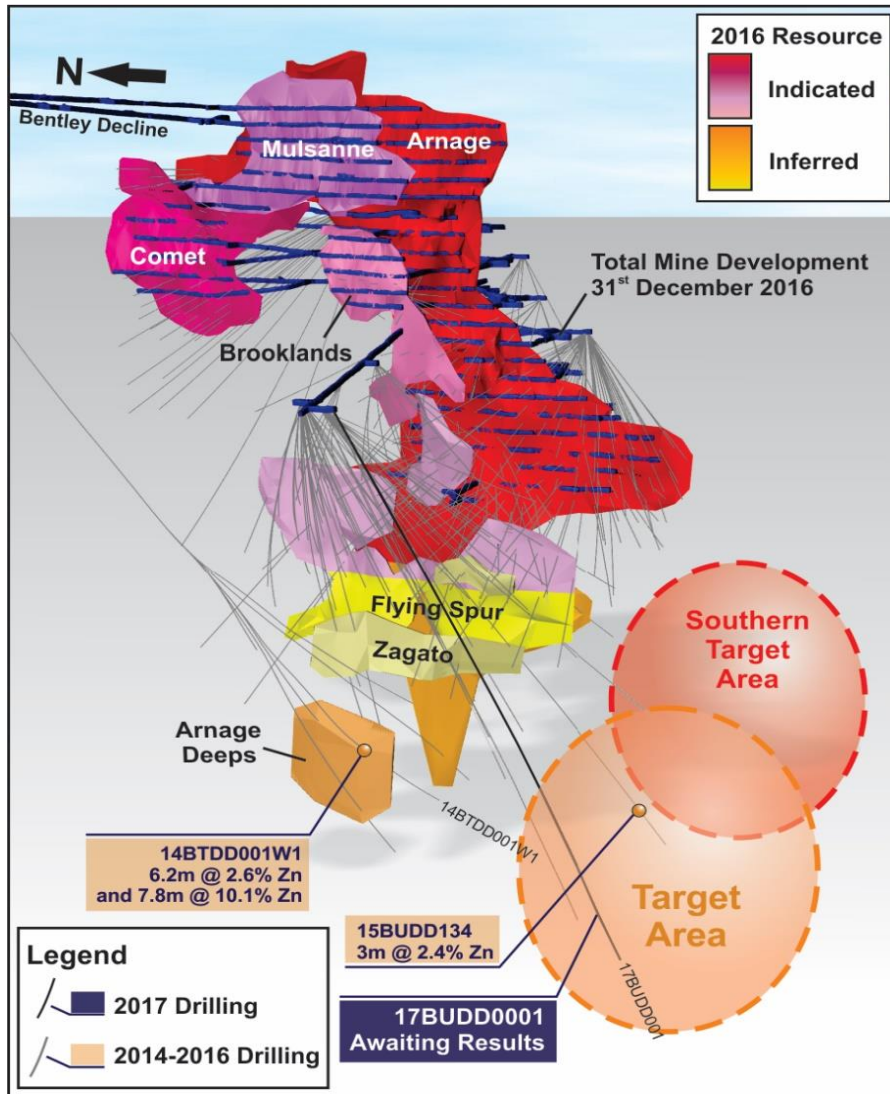 2016 Resource
Indicated
Inferred
N
Bentley Decline
Mulsanne
Arnage
Comet
Total Mine Development
31st December 2016
Brooklands
Flying Spur
Zagato
Southern
Target
Area
Arnage
Deeps
14BTDD001W1
14BTDD001W1
6.2m @ 2.6% Zn
and 7.8m @ 10.1% Zn
Target
Area
15BUDD134
3m @ 2.4% Zn
17BUDD001
17BUDD0001
Awaiting Results
Legend
2017 Drilling
2014-2016 Drilling